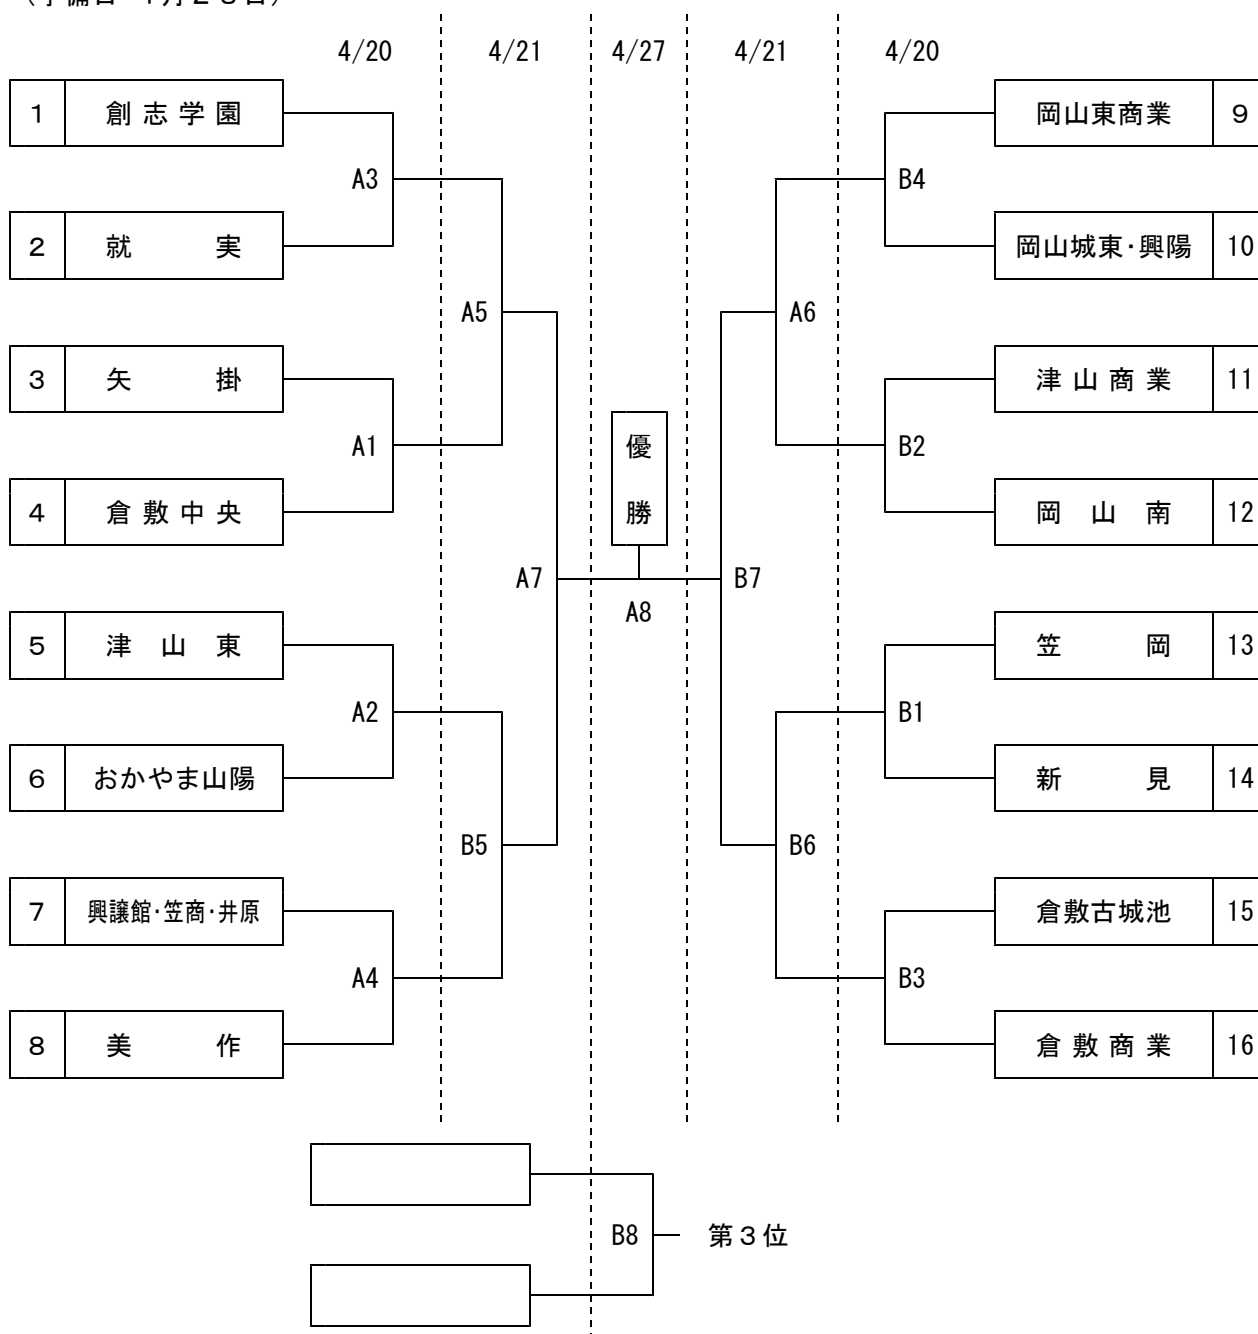 4/20 4/21 4/27 4/21 4/20
1 創志学園 岡山東商業 9
A3 B4
2 就実 岡山城東・興陽 10
A5 A6
3 矢掛 津山商業 11
A1 優勝 B2
4 倉敷中央 岡山南 12
A7 B7
A8
5 津山東 笠岡 13
A2 B1
6 おかやま山陽 新見 14
B5 B6
7 興譲館・笠商・井原 倉敷古城池 15
A4 B3
8 美作 倉敷商業 16
B8 第3位